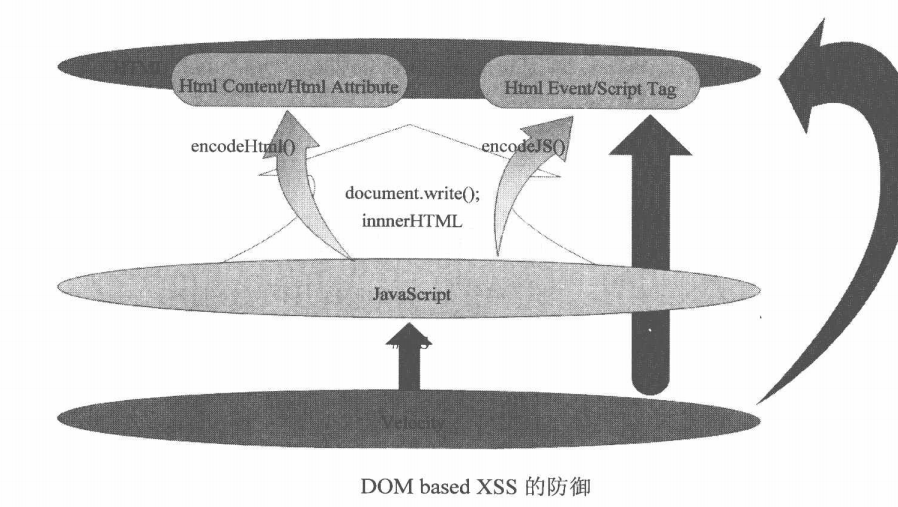 HTML
Html Content/Html Attribute
Html Event/Script Tag
encodeHtml()
encodeJS()
document.write();
innnerHTML
JavaScript
Velocity
DOM based XSS 的防御